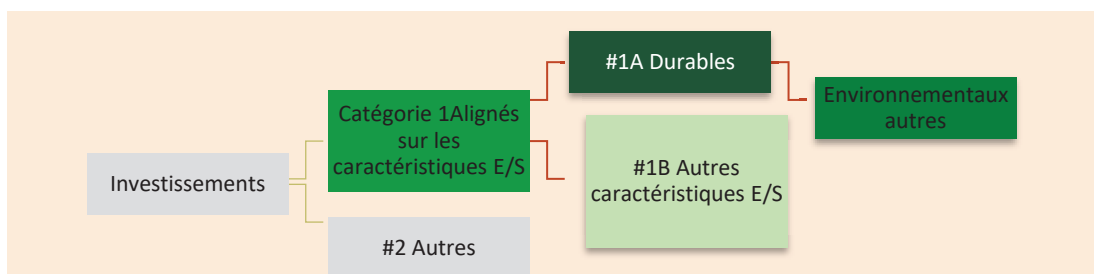 Investissements
Catégorie 1Alignés
sur les
caractéristiques E/S
#2 Autres
#1A Durables
#1B Autres
caractéristiques E/S
Environnementaux
autres